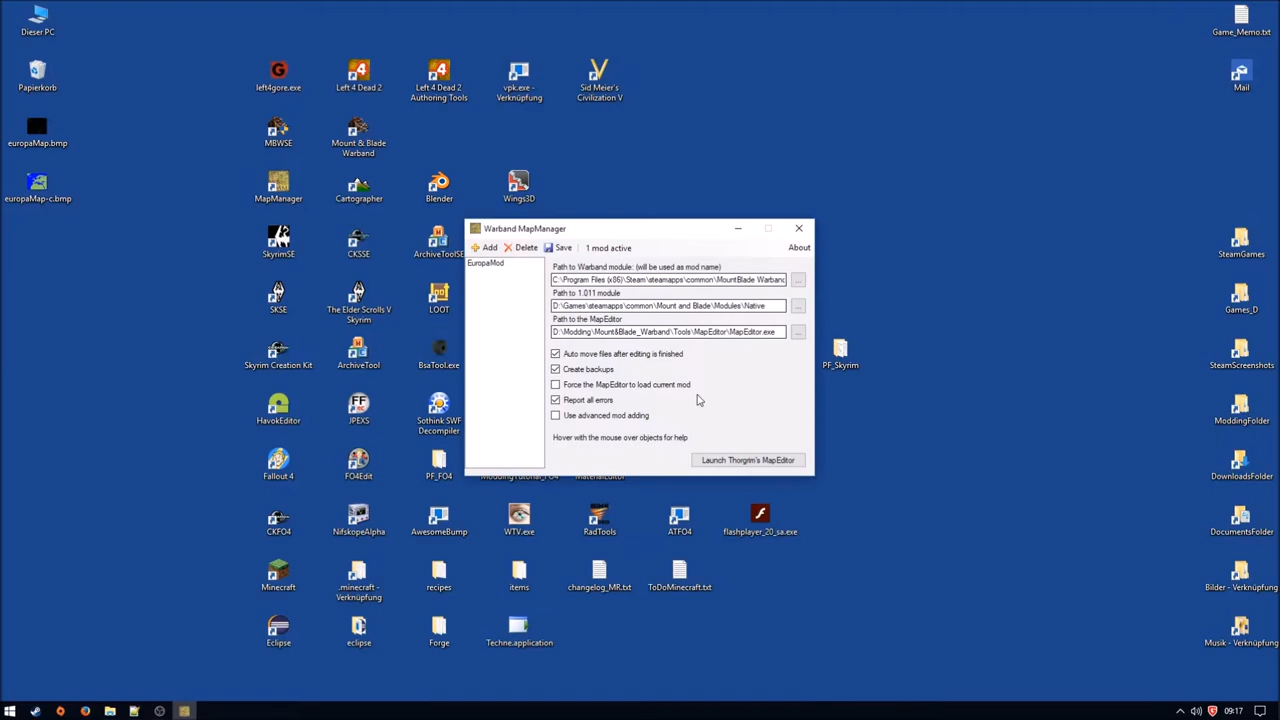 Dieser PC
Game_Memo.txt
Papierkorb
left4gore.exe
Left 4 Dead 2
Left 4 Dead 2
Authoring Tools
vpk.exe -
Verknüpfung
Sid Meier's
Civilization V
Mail
europaMap.bmp
MBWSE
Mount & Blade
Warband
europaMap-c.bmp
MapManager
Cartographer
Blender
Wings3D
Warband MapManager
Add
Delete
Save
1 mod active
About
EuropaMod
Path to Warband module: (will be used as mod name)
C:\Program Files (x86)\Steam\steamapps\common\MountBlade Warband
...
Path to 1.011 module
D:\Games\steamapps\common\Mount and Blade\Modules\Native
...
Path to the MapEditor
D:\Modding\Mount&Blade_Warband\Tools\MapEditor\MapEditor.exe
...
Auto move files after editing is finished
Create backups
Force the MapEditor to load current mod
Report all errors
Use advanced mod adding
Hover with the mouse over objects for help
Launch Thorgrim's MapEditor
SkyrimSE
CKSSE
ArchiveToolSE
SteamGames
SKSE
The Elder Scrolls V
Skyrim
LOOT
Games_D
Skyrim Creation Kit
ArchiveTool
BsaTool.exe
PF_Skyrim
SteamScreenshots
HavokEditor
JPEXS
Sothink SWF
Decompiler
ModdingFolder
Fallout 4
FO4Edit
PF_FO4
DownloadsFolder
CKFO4
NifskopeAlpha
AwesomeBump
WTV.exe
RadTools
ATFO4
flashplayer_20_sa.exe
DocumentsFolder
Minecraft
.minecraft -
Verknüpfung
recipes
items
changelog_MR.txt
ToDoMinecraft.txt
Bilder - Verknüpfung
Eclipse
eclipse
Forge
Techne.application
Musik - Verknüpfung
09:17